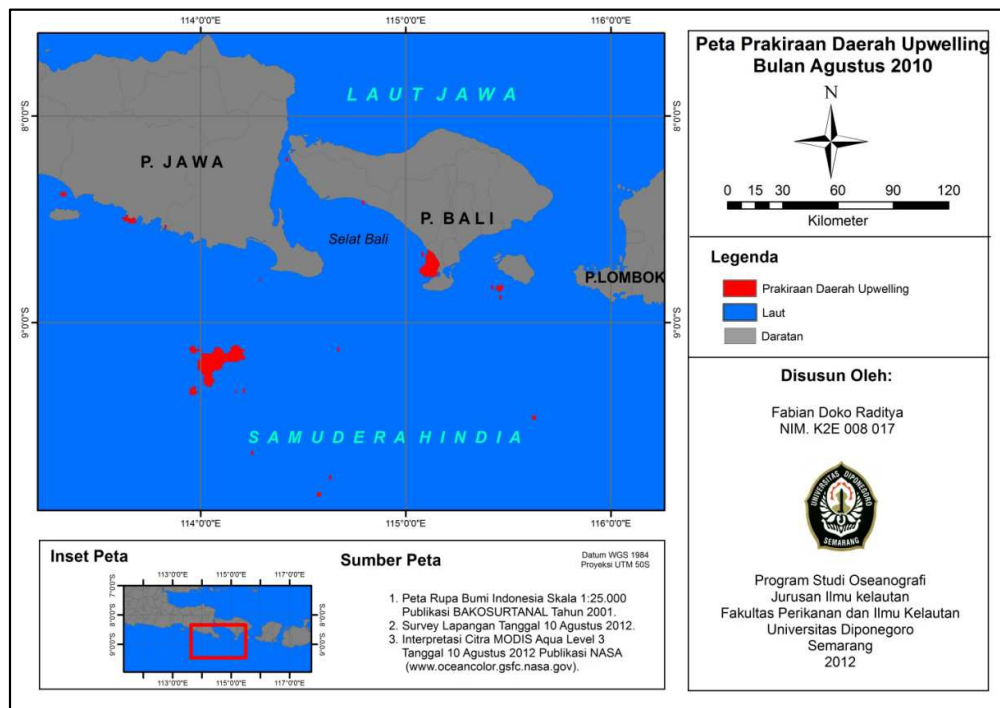 114°0'0"E
115°0'0"E
116°0'0"E
8°0'0"S
8°0'0"S
9°0'0"S
9°0'0"S
LAUT JAWA
P. JAWA
P. BALI
Selat Bali
P.LOMBOK
SAMUDERA HINDIA
114°0'0"E
115°0'0"E
116°0'0"E
Peta Prakiraan Daerah Upwelling
Bulan Agustus 2010
N
0 15 30 60 90 120
Kilometer
Legenda
Prakiraan Daerah Upwelling
Laut
Daratan
Disusun Oleh:
Fabian Doko Raditya
NIM. K2E 008 017
UNIVERSITAS DIPONEGORO
SEMARANG
Program Studi Oseanografi
Jurusan Ilmu kelautan
Fakultas Perikanan dan Ilmu Kelautan
Universitas Diponegoro
Semarang
2012
Inset Peta
113°0'0"E
115°0'0"E
117°0'0"E
7°0'0"S
8°0'0"S
9°0'0"S
8°0'0"S
9°0'0"S
113°0'0"E
115°0'0"E
117°0'0"E
Sumber Peta
Datum WGS 1984
Proyeksi UTM 50S
1. Peta Rupa Bumi Indonesia Skala 1:25.000
Publikasi BAKOSURTANAL Tahun 2001.
2. Survey Lapangan Tanggal 10 Agustus 2012.
3. Interpretasi Citra MODIS Aqua Level 3
Tanggal 10 Agustus 2012 Publikasi NASA
(www.oceancolor.gsfc.nasa.gov).